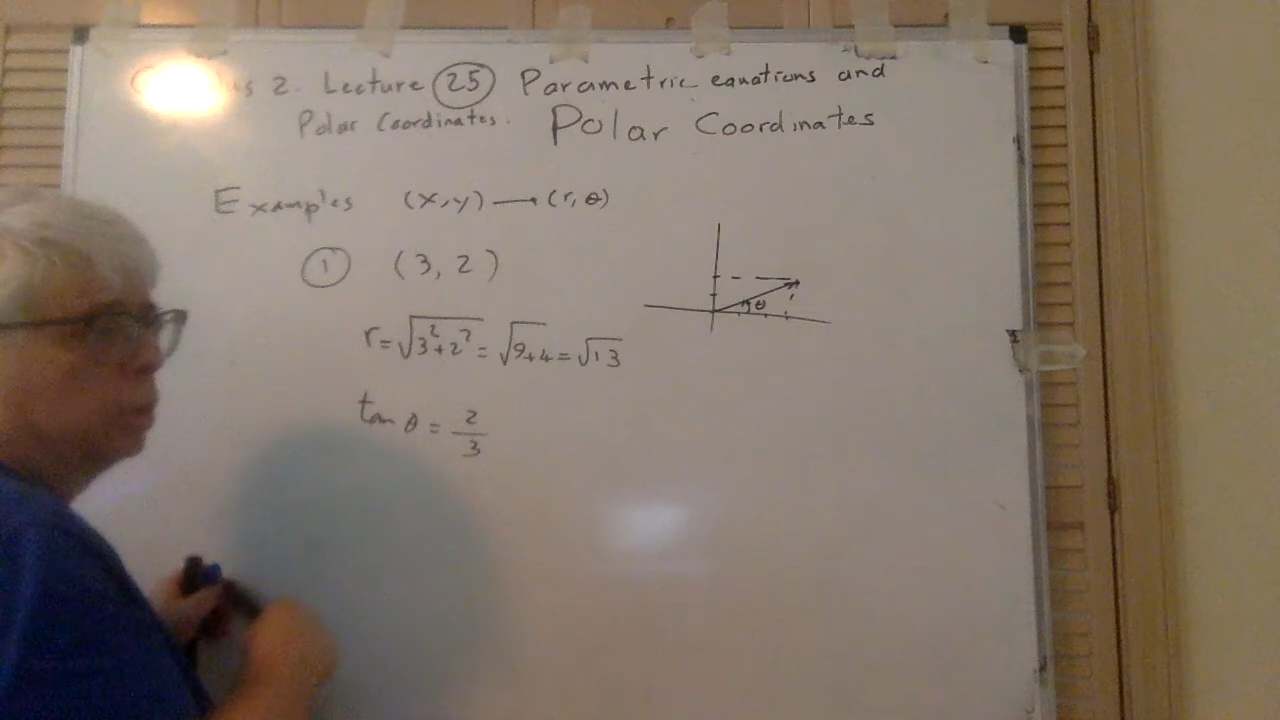 2. Lecture 25 Parametric equations and
Polar Coordinates. Polar Coordinates
Examples (x,y) → (r, θ)
1 (3, 2)
θ
r = √3²+2² = √9+4 = √13
tan θ = 2/3